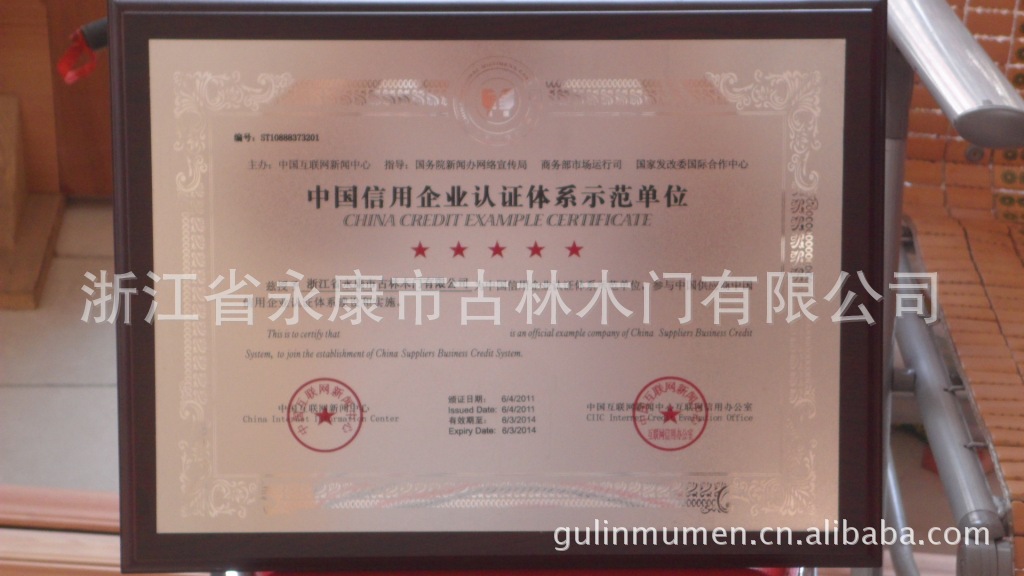 编号: ST10888373201
主办: 中国互联网新闻中心 指导: 国务院新闻办网络宣传局 商务部市场运行司 国家发改委国际合作中心
中国信用企业认证体系示范单位
CHINA CREDIT EXAMPLE CERTIFICATE
浙江省永康市古林木门有限公司
This is to certify that is an official example company of China Suppliers Business Credit
System, to join the establishment of China Suppliers Business Credit System.
中国互联网新闻中心
China Internet Information Center
颁证日期: 6/4/2011
Issued Date: 6/4/2011
有效期至: 6/3/2014
Expiry Date: 6/3/2014
中国互联网新闻中心互联网信用办公室
CIIC Internet Credit Evaluation Office
gulinmumen.cn.alibaba.com